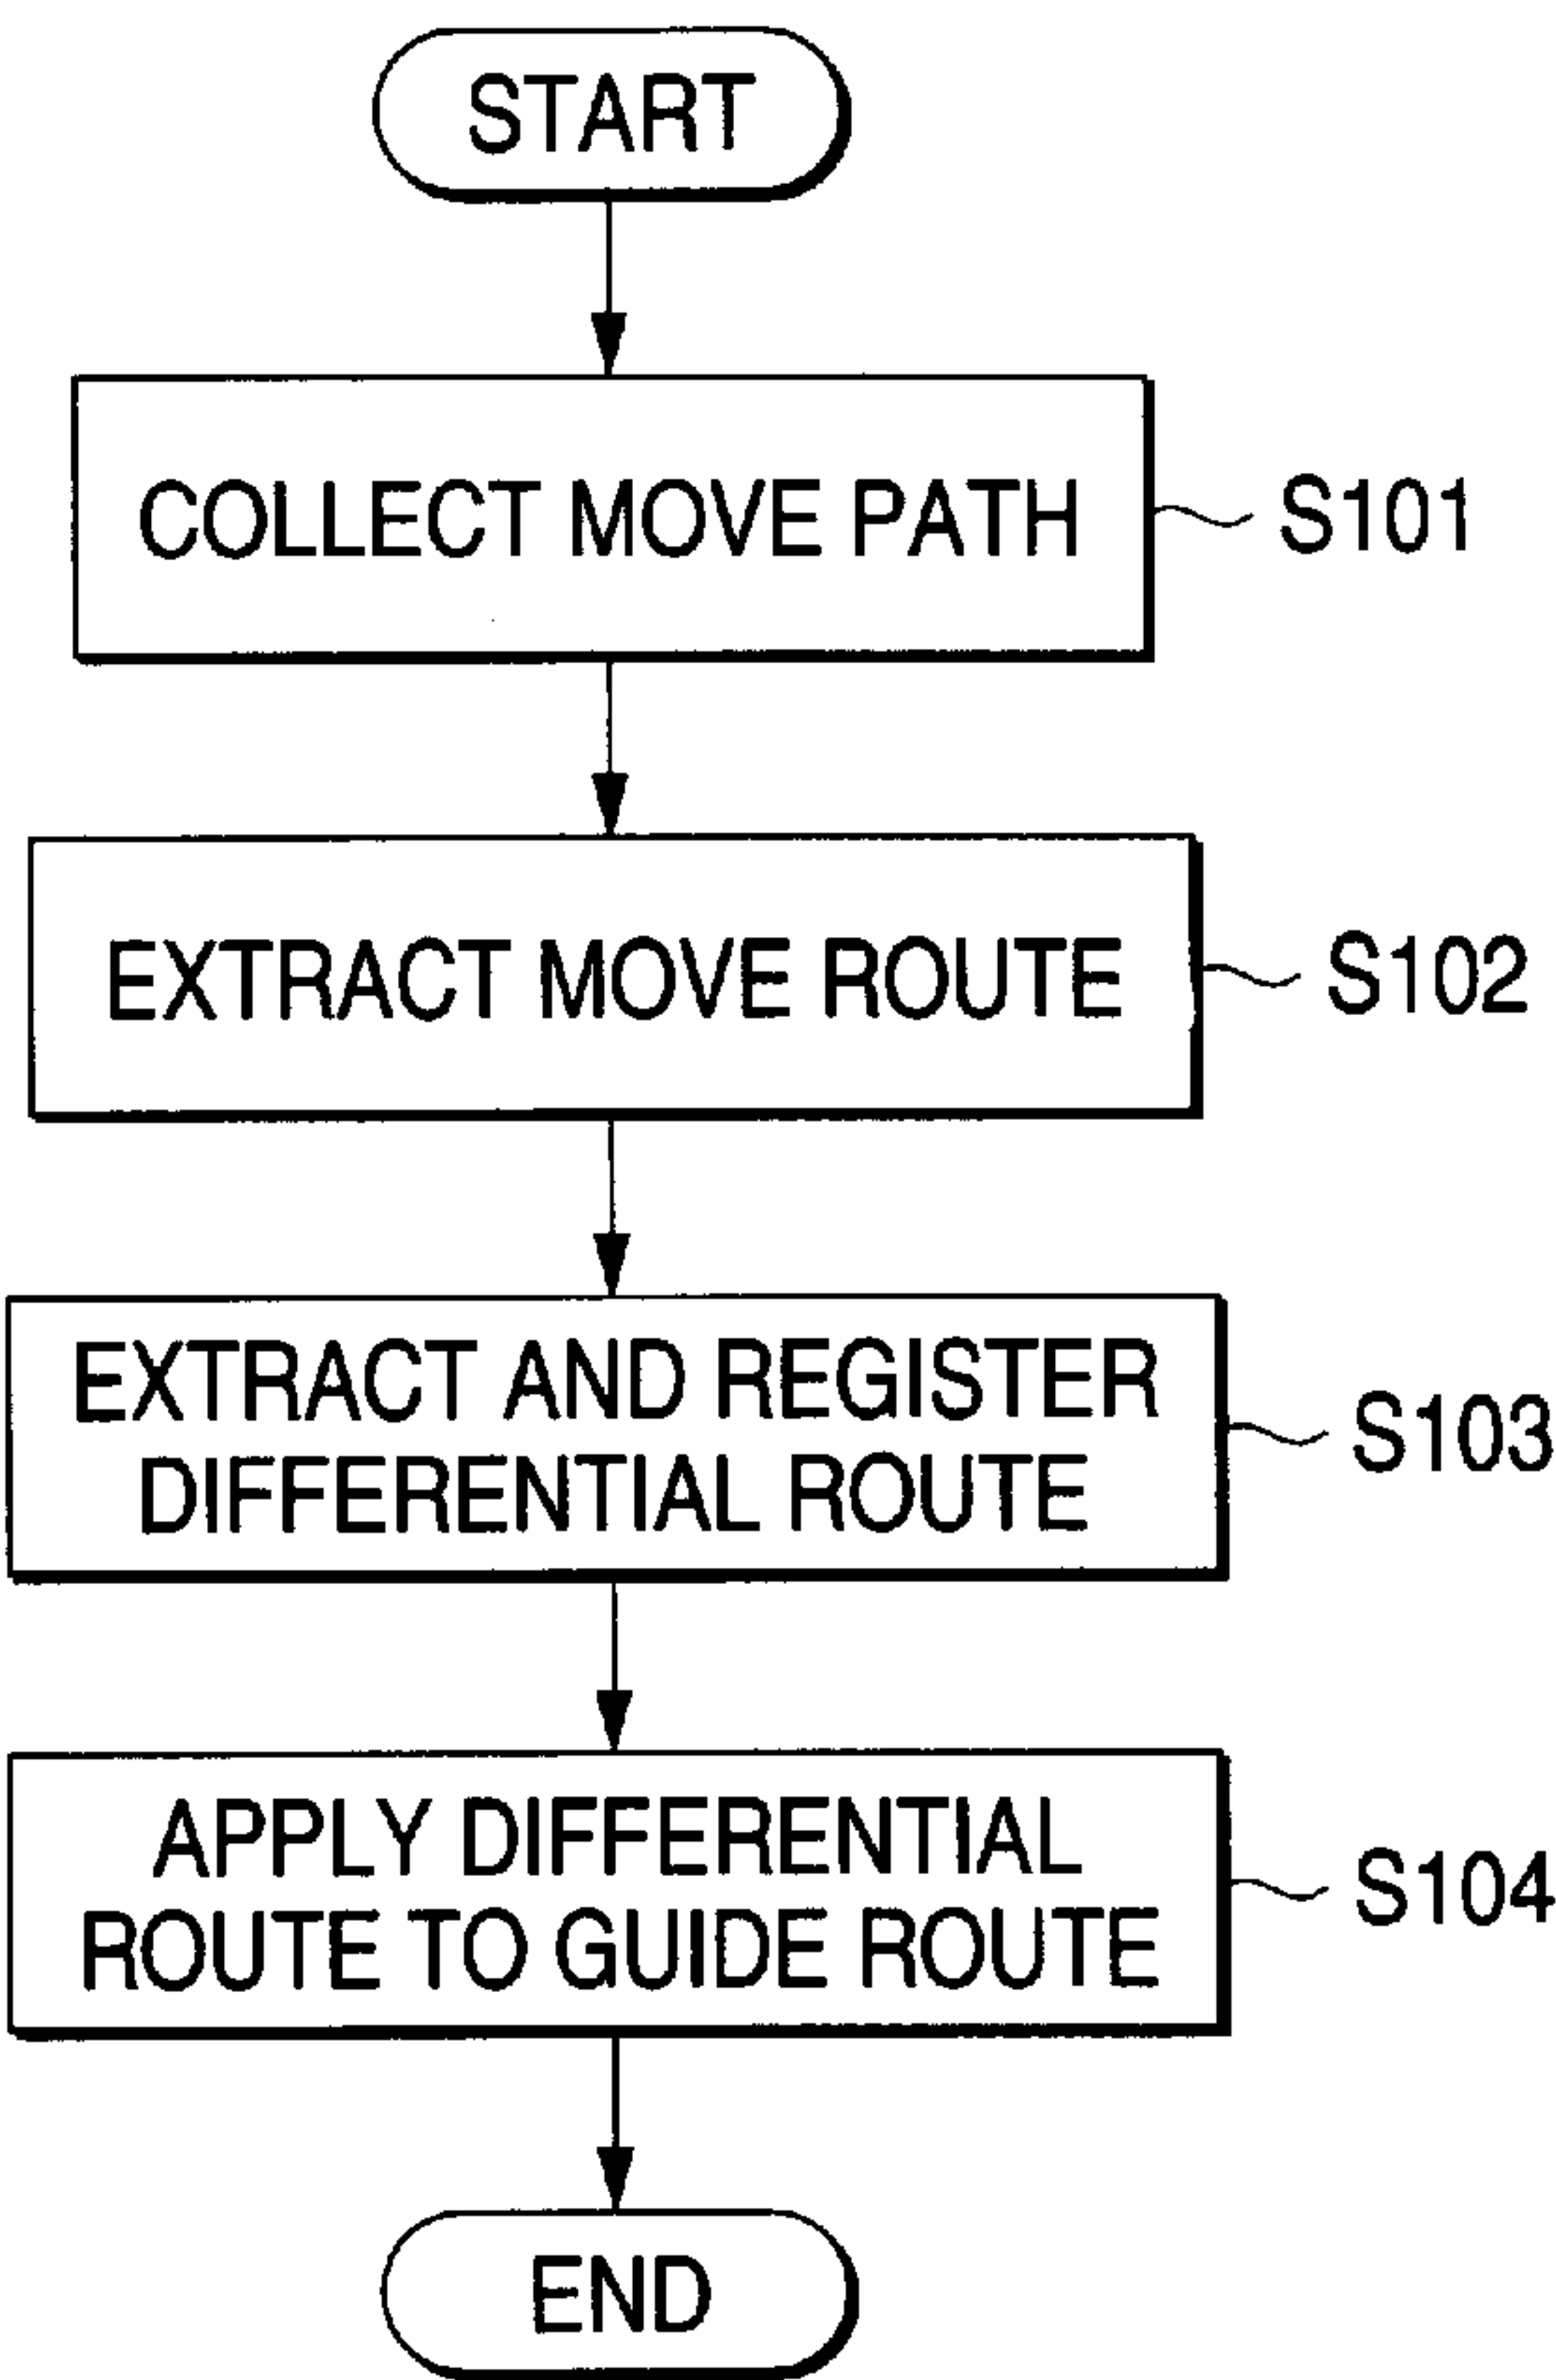 START
COLLECT MOVE PATH
S101
EXTRACT MOVE ROUTE
S102
EXTRACT AND REGISTER
DIFFERENTIAL ROUTE
S103
APPLY DIFFERENTIAL
ROUTE TO GUIDE ROUTE
S104
END